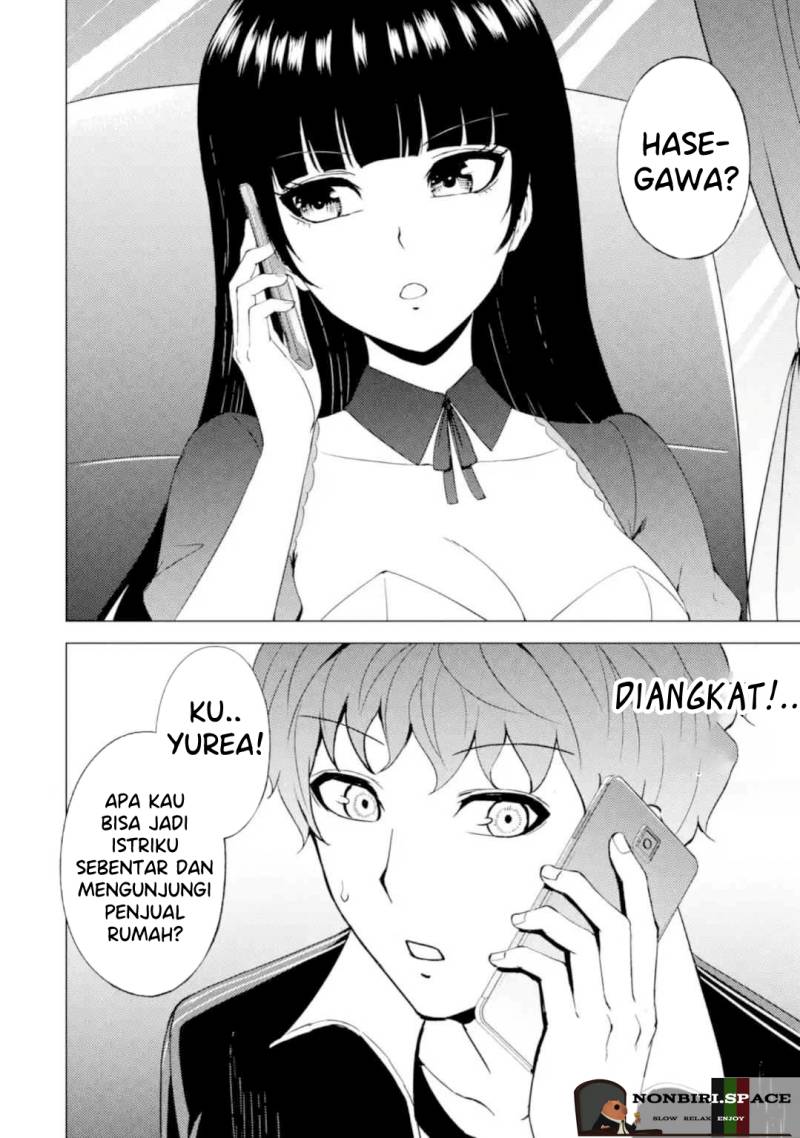 HASE-
GAWA?
DIANGKAT!..
KU..
YUREA!
APA KAU
BISA JADI
ISTRIKU
SEBENTAR DAN
MENGUNJUNGI
PENJUAL
RUMAH?
NONBIRI.SPACE
SLOW RELAX ENJOY